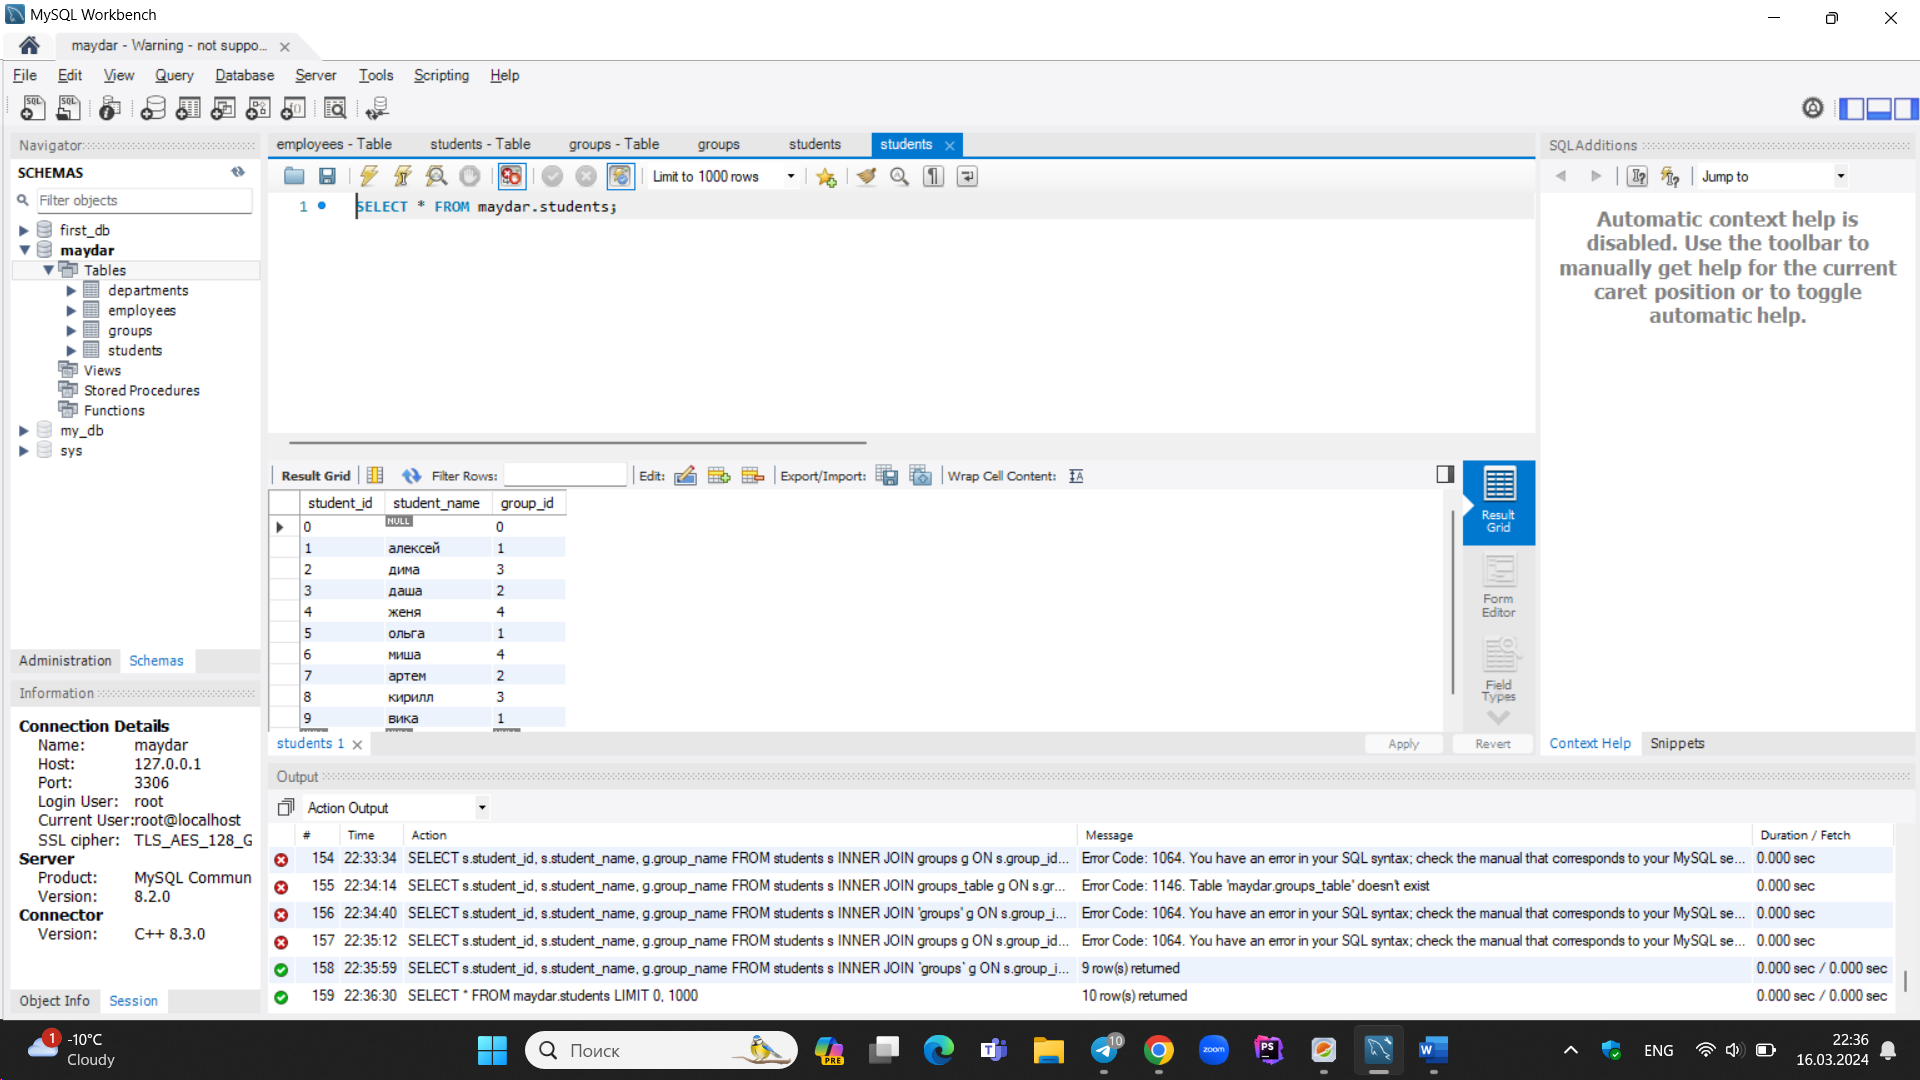 MySQL Workbench
maydar - Warning - not suppo...
File Edit View Query Database Server Tools Scripting Help
Navigator
SCHEMAS
Filter objects
first_db
maydar
Tables
departments
employees
groups
students
Views
Stored Procedures
Functions
my_db
sys
Administration Schemas
Information
Connection Details
Name: maydar
Host: 127.0.0.1
Port: 3306
Login User: root
Current User: root@localhost
SSL cipher: TLS_AES_128_G
Server
Product: MySQL Commun
Version: 8.2.0
Connector
Version: C++ 8.3.0
Object Info Session
employees - Table students - Table groups - Table groups students students
Limit to 1000 rows
1 SELECT * FROM maydar.students;
Result Grid Filter Rows: Edit: Export/Import: Wrap Cell Content:
student_id student_name group_id
0 NULL 0
1 алексей 1
2 дима 3
3 даша 2
4 женя 4
5 ольга 1
6 миша 4
7 артем 2
8 кирилл 3
9 вика 1
Result Grid
Form Editor
Field Types
students 1 Apply Revert
SQLAdditions
Jump to
Automatic context help is
disabled. Use the toolbar to
manually get help for the current
caret position or to toggle
automatic help.
Context Help Snippets
Output
Action Output
# Time Action Message Duration / Fetch
154 22:33:34 SELECT s.student_id, s.student_name, g.group_name FROM students s INNER JOIN groups g ON s.group_id... Error Code: 1064. You have an error in your SQL syntax; check the manual that corresponds to your MySQL se... 0.000 sec
155 22:34:14 SELECT s.student_id, s.student_name, g.group_name FROM students s INNER JOIN groups_table g ON s.gr... Error Code: 1146. Table 'maydar.groups_table' doesn't exist 0.000 sec
156 22:34:40 SELECT s.student_id, s.student_name, g.group_name FROM students s INNER JOIN 'groups' g ON s.group_i... Error Code: 1064. You have an error in your SQL syntax; check the manual that corresponds to your MySQL se... 0.000 sec
157 22:35:12 SELECT s.student_id, s.student_name, g.group_name FROM students s INNER JOIN groups g ON s.group_id... Error Code: 1064. You have an error in your SQL syntax; check the manual that corresponds to your MySQL se... 0.000 sec
158 22:35:59 SELECT s.student_id, s.student_name, g.group_name FROM students s INNER JOIN `groups` g ON s.group_i... 9 row(s) returned 0.000 sec / 0.000 sec
159 22:36:30 SELECT * FROM maydar.students LIMIT 0, 1000 10 row(s) returned 0.000 sec / 0.000 sec
1 -10°C
Cloudy
Поиск
PRE
10
zoom
PS
ENG
22:36
16.03.2024